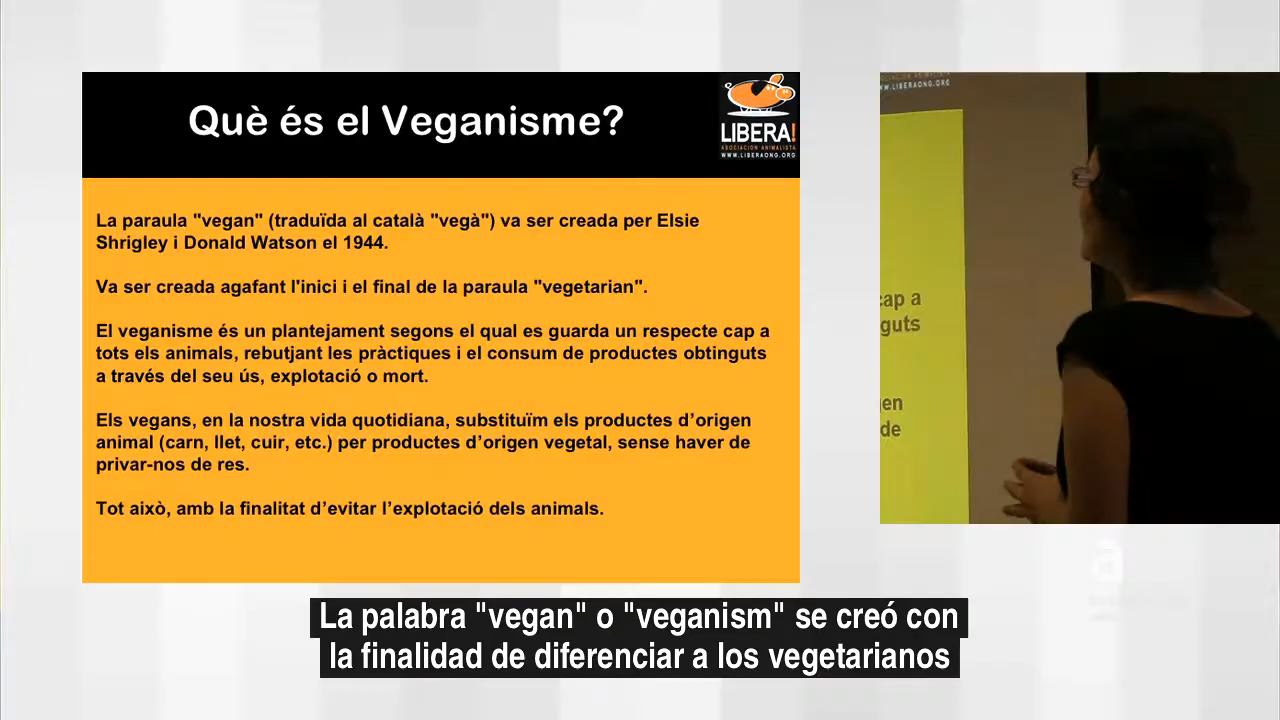 Què és el Veganisme?
LIBERA!
ASOCIACION ANIMALISTA
WWW.LIBERAONG.ORG
La paraula "vegan" (traduïda al català "vegà") va ser creada per Elsie
Shrigley i Donald Watson el 1944.
Va ser creada agafant l'inici i el final de la paraula "vegetarian".
El veganisme és un plantejament segons el qual es guarda un respecte cap a
tots els animals, rebutjant les pràctiques i el consum de productes obtinguts
a través del seu ús, explotació o mort.
Els vegans, en la nostra vida quotidiana, substituïm els productes d’origen
animal (carn, llet, cuir, etc.) per productes d’origen vegetal, sense haver de
privar-nos de res.
Tot això, amb la finalitat d’evitar l’explotació dels animals.
WW.LIBERAONG.ORG
cap a
guts
gen
de
a
La palabra "vegan" o "veganism" se creó con
la finalidad de diferenciar a los vegetarianos